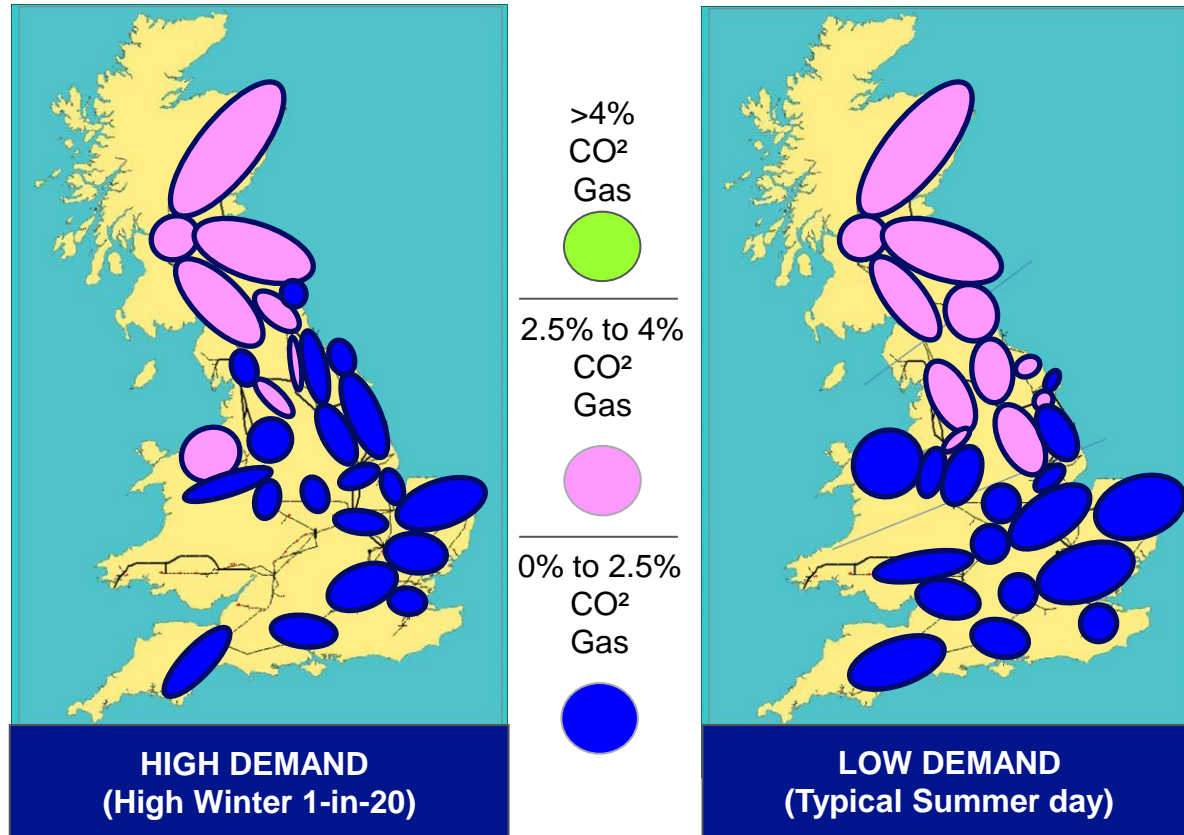 >4%
CO²
Gas
2.5% to 4%
CO²
Gas
0% to 2.5%
CO²
Gas
HIGH DEMAND
(High Winter 1-in-20)
LOW DEMAND
(Typical Summer day)